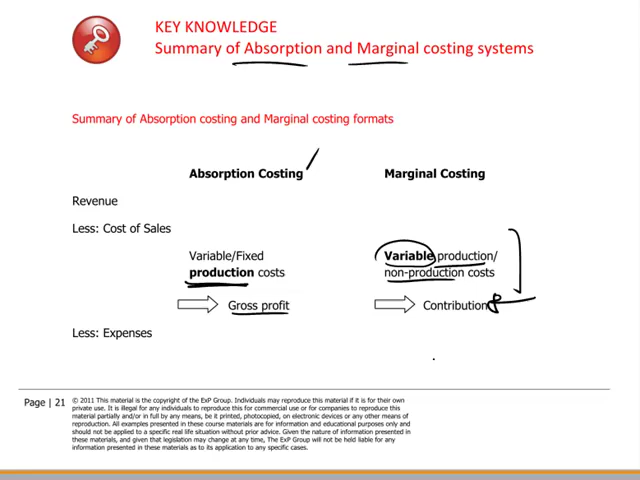 KEY KNOWLEDGE
Summary of Absorption and Marginal costing systems
Summary of Absorption costing and Marginal costing formats
Absorption Costing Marginal Costing
Revenue
Less: Cost of Sales
Variable/Fixed
production costs
Variable production/
non-production costs
Gross profit Contribution
Less: Expenses
Page | 21
© 2011 This material is the copyright of the ExP Group. Individuals may reproduce this material if it is for their own
private use. It is illegal for any individuals to reproduce this for commercial use or for companies to reproduce this
material partially and/or in full by any means, be it printed, photocopied, on electronic devices or any other means of
reproduction. All examples presented in these course materials are for information and educational purposes only and
should not be applied to a specific real life situation without prior advice. Given the nature of information presented in
these materials, and given that legislation may change at any time, The ExP Group will not be held liable for any
information presented in these materials as to its application to any specific cases.